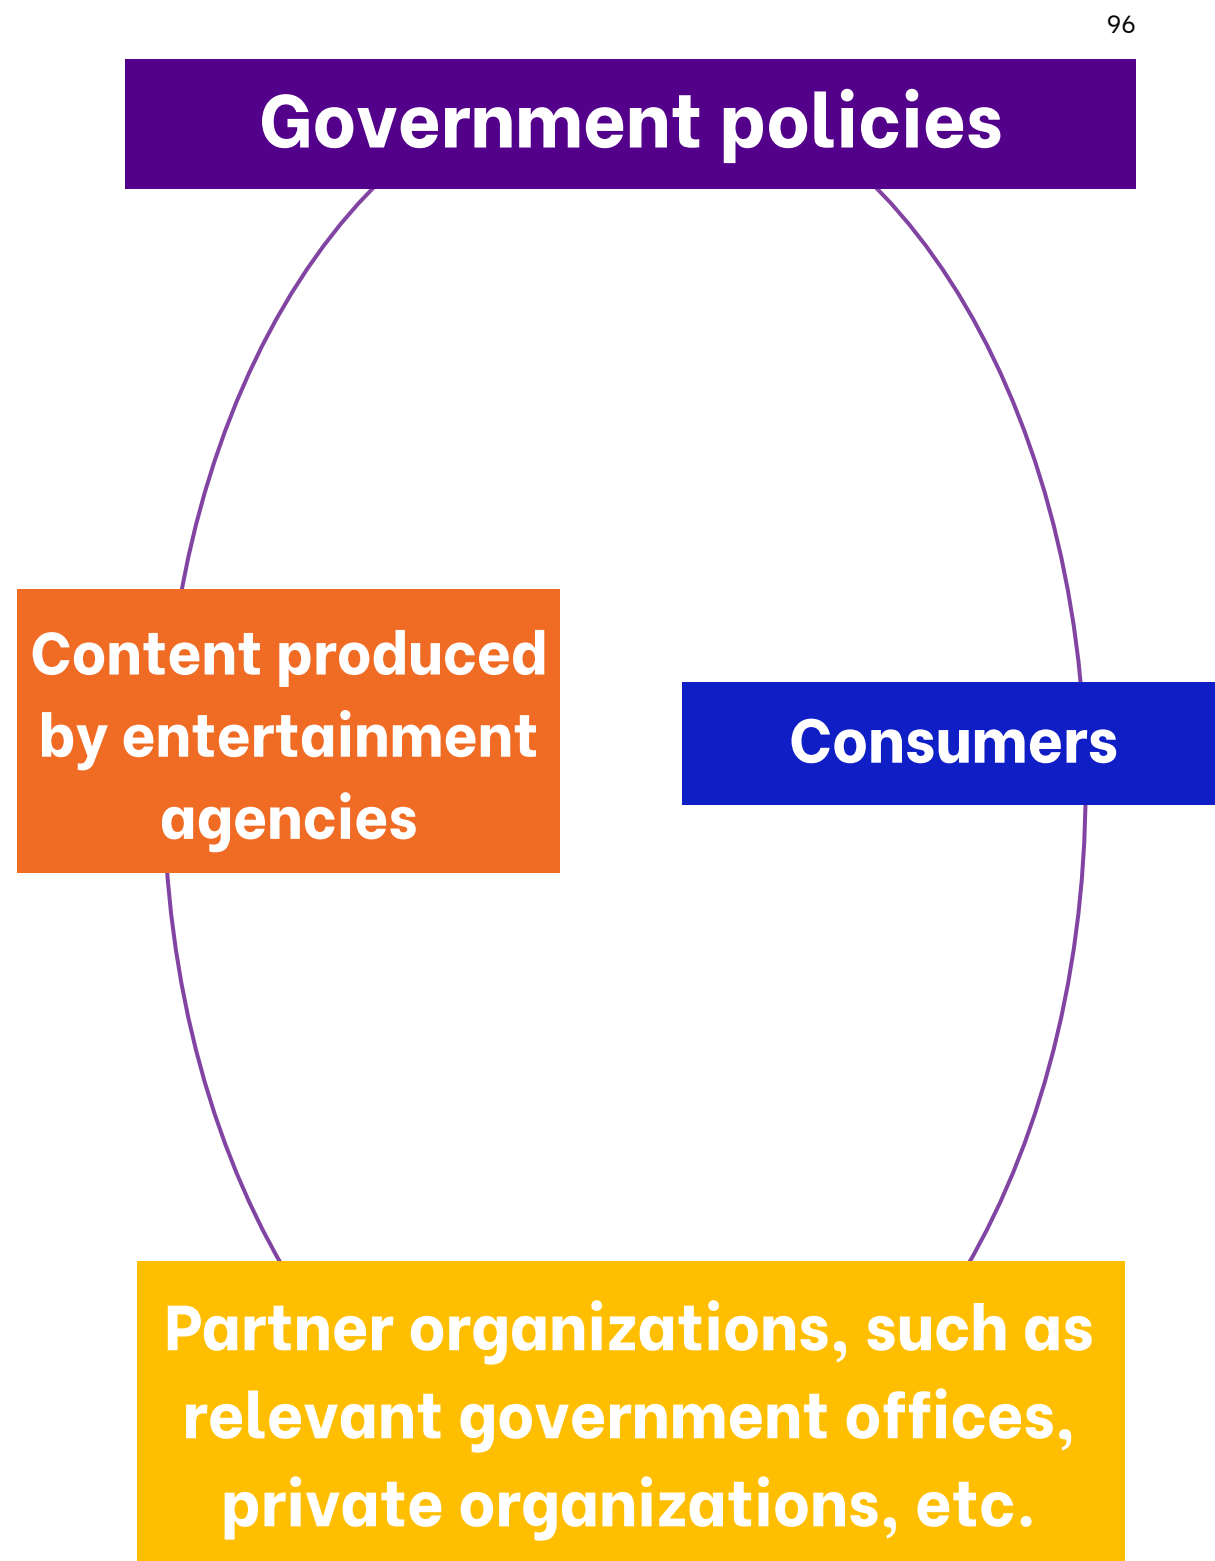 96
Government policies
Content produced
by entertainment
agencies
Consumers
Partner organizations, such as
relevant government offices,
private organizations, etc.